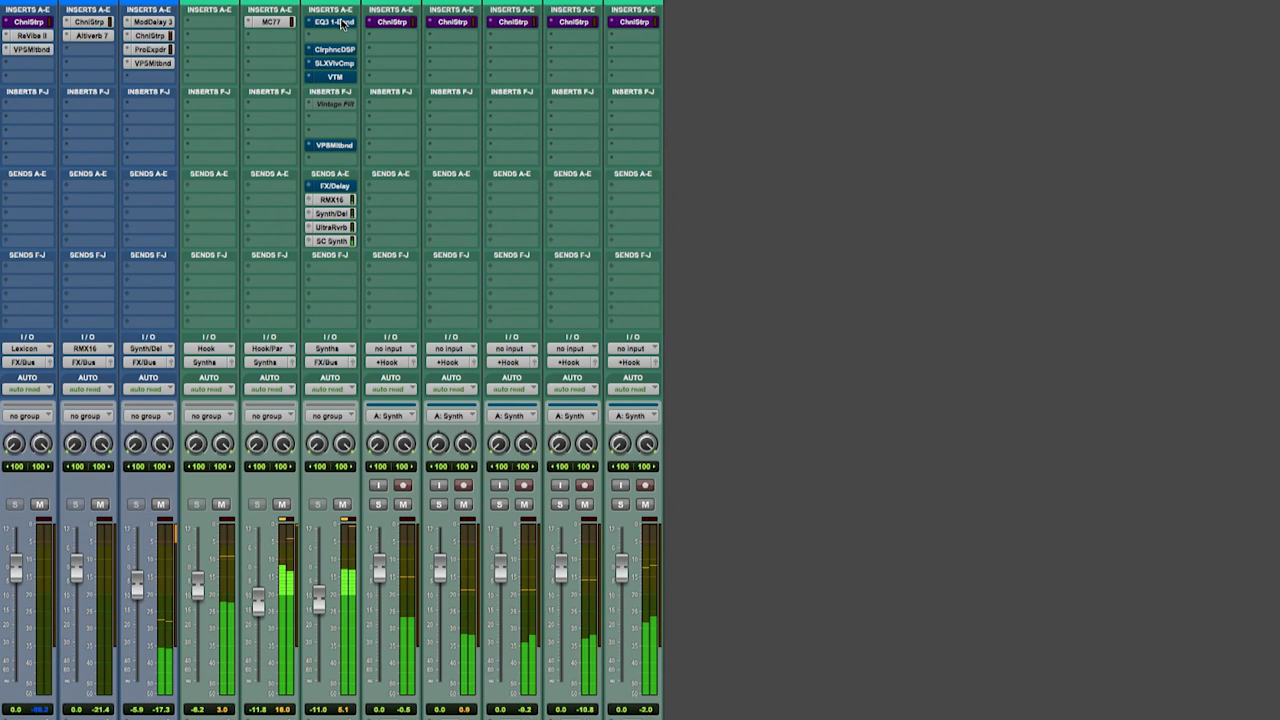 INSERTS A-E INSERTS A-E INSERTS A-E INSERTS A-E INSERTS A-E INSERTS A-E INSERTS A-E INSERTS A-E INSERTS A-E INSERTS A-E INSERTS A-E
ChnlStrp ChnlStrp ModDelay 3 MC77 EQ3 1- ChnlStrp ChnlStrp ChnlStrp ChnlStrp ChnlStrp
ReVibe II Altiverb 7 ChnlStrp
VPSMltbnd ProExpdr ClrphncDSP
VPSMltbnd SLXVlvCmp
VTM
INSERTS F-J INSERTS F-J INSERTS F-J INSERTS F-J INSERTS F-J INSERTS F-J INSERTS F-J INSERTS F-J INSERTS F-J INSERTS F-J INSERTS F-J
Vintage Filt
VPSMltbnd
SENDS A-E SENDS A-E SENDS A-E SENDS A-E SENDS A-E SENDS A-E SENDS A-E SENDS A-E SENDS A-E SENDS A-E SENDS A-E
FX/Delay
RMX16
Synth/Del
UltraRvrb
SC Synth
SENDS F-J SENDS F-J SENDS F-J SENDS F-J SENDS F-J SENDS F-J SENDS F-J SENDS F-J SENDS F-J SENDS F-J SENDS F-J
I / O I / O I / O I / O I / O I / O I / O I / O I / O I / O I / O
Lexicon RMX16 Synth/Del Hook Hook/Par Synths no input no input no input no input no input
FX/Bus FX/Bus FX/Bus Synths Synths FX/Bus +Hook +Hook +Hook +Hook +Hook
AUTO AUTO AUTO AUTO AUTO AUTO AUTO AUTO AUTO AUTO AUTO
auto read auto read auto read auto read auto read auto read auto read auto read auto read auto read auto read
no group no group no group no group no group no group A: Synth A: Synth A: Synth A: Synth A: Synth
100 100 100 100 100 100 100 100 100 100 100 100 100 100 100 100 100 100 100 100 100 100
I I I I I
S M S M S M S M S M S M S M S M S M S M S M
0.0 0.0 -21.4 -5.9 -17.3 -6.2 3.0 -11.8 16.0 -11.0 5.1 0.0 -0.5 0.0 0.0 0.0 -10.8 0.0 -2.0